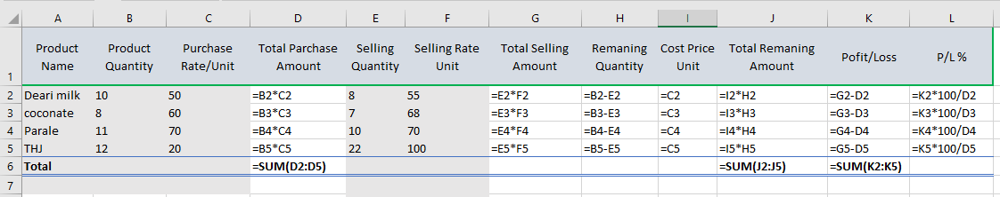 A B C D E F G H I J K L
1 Product Name Product Quantity Purchase Rate/Unit Total Parchase Amount Selling Quantity Selling Rate Unit Total Selling Amount Remaning Quantity Cost Price Unit Total Remaning Amount Pofit/Loss P/L %
2 Deari milk 10 50 =B2*C2 8 55 =E2*F2 =B2-E2 =C2 =I2*H2 =G2-D2 =K2*100/D2
3 coconate 8 60 =B3*C3 7 68 =E3*F3 =B3-E3 =C3 =I3*H3 =G3-D3 =K3*100/D3
4 Parale 11 70 =B4*C4 10 70 =E4*F4 =B4-E4 =C4 =I4*H4 =G4-D4 =K4*100/D4
5 THJ 12 20 =B5*C5 22 100 =E5*F5 =B5-E5 =C5 =I5*H5 =G5-D5 =K5*100/D5
6 Total =SUM(D2:D5) =SUM(J2:J5) =SUM(K2:K5)
7